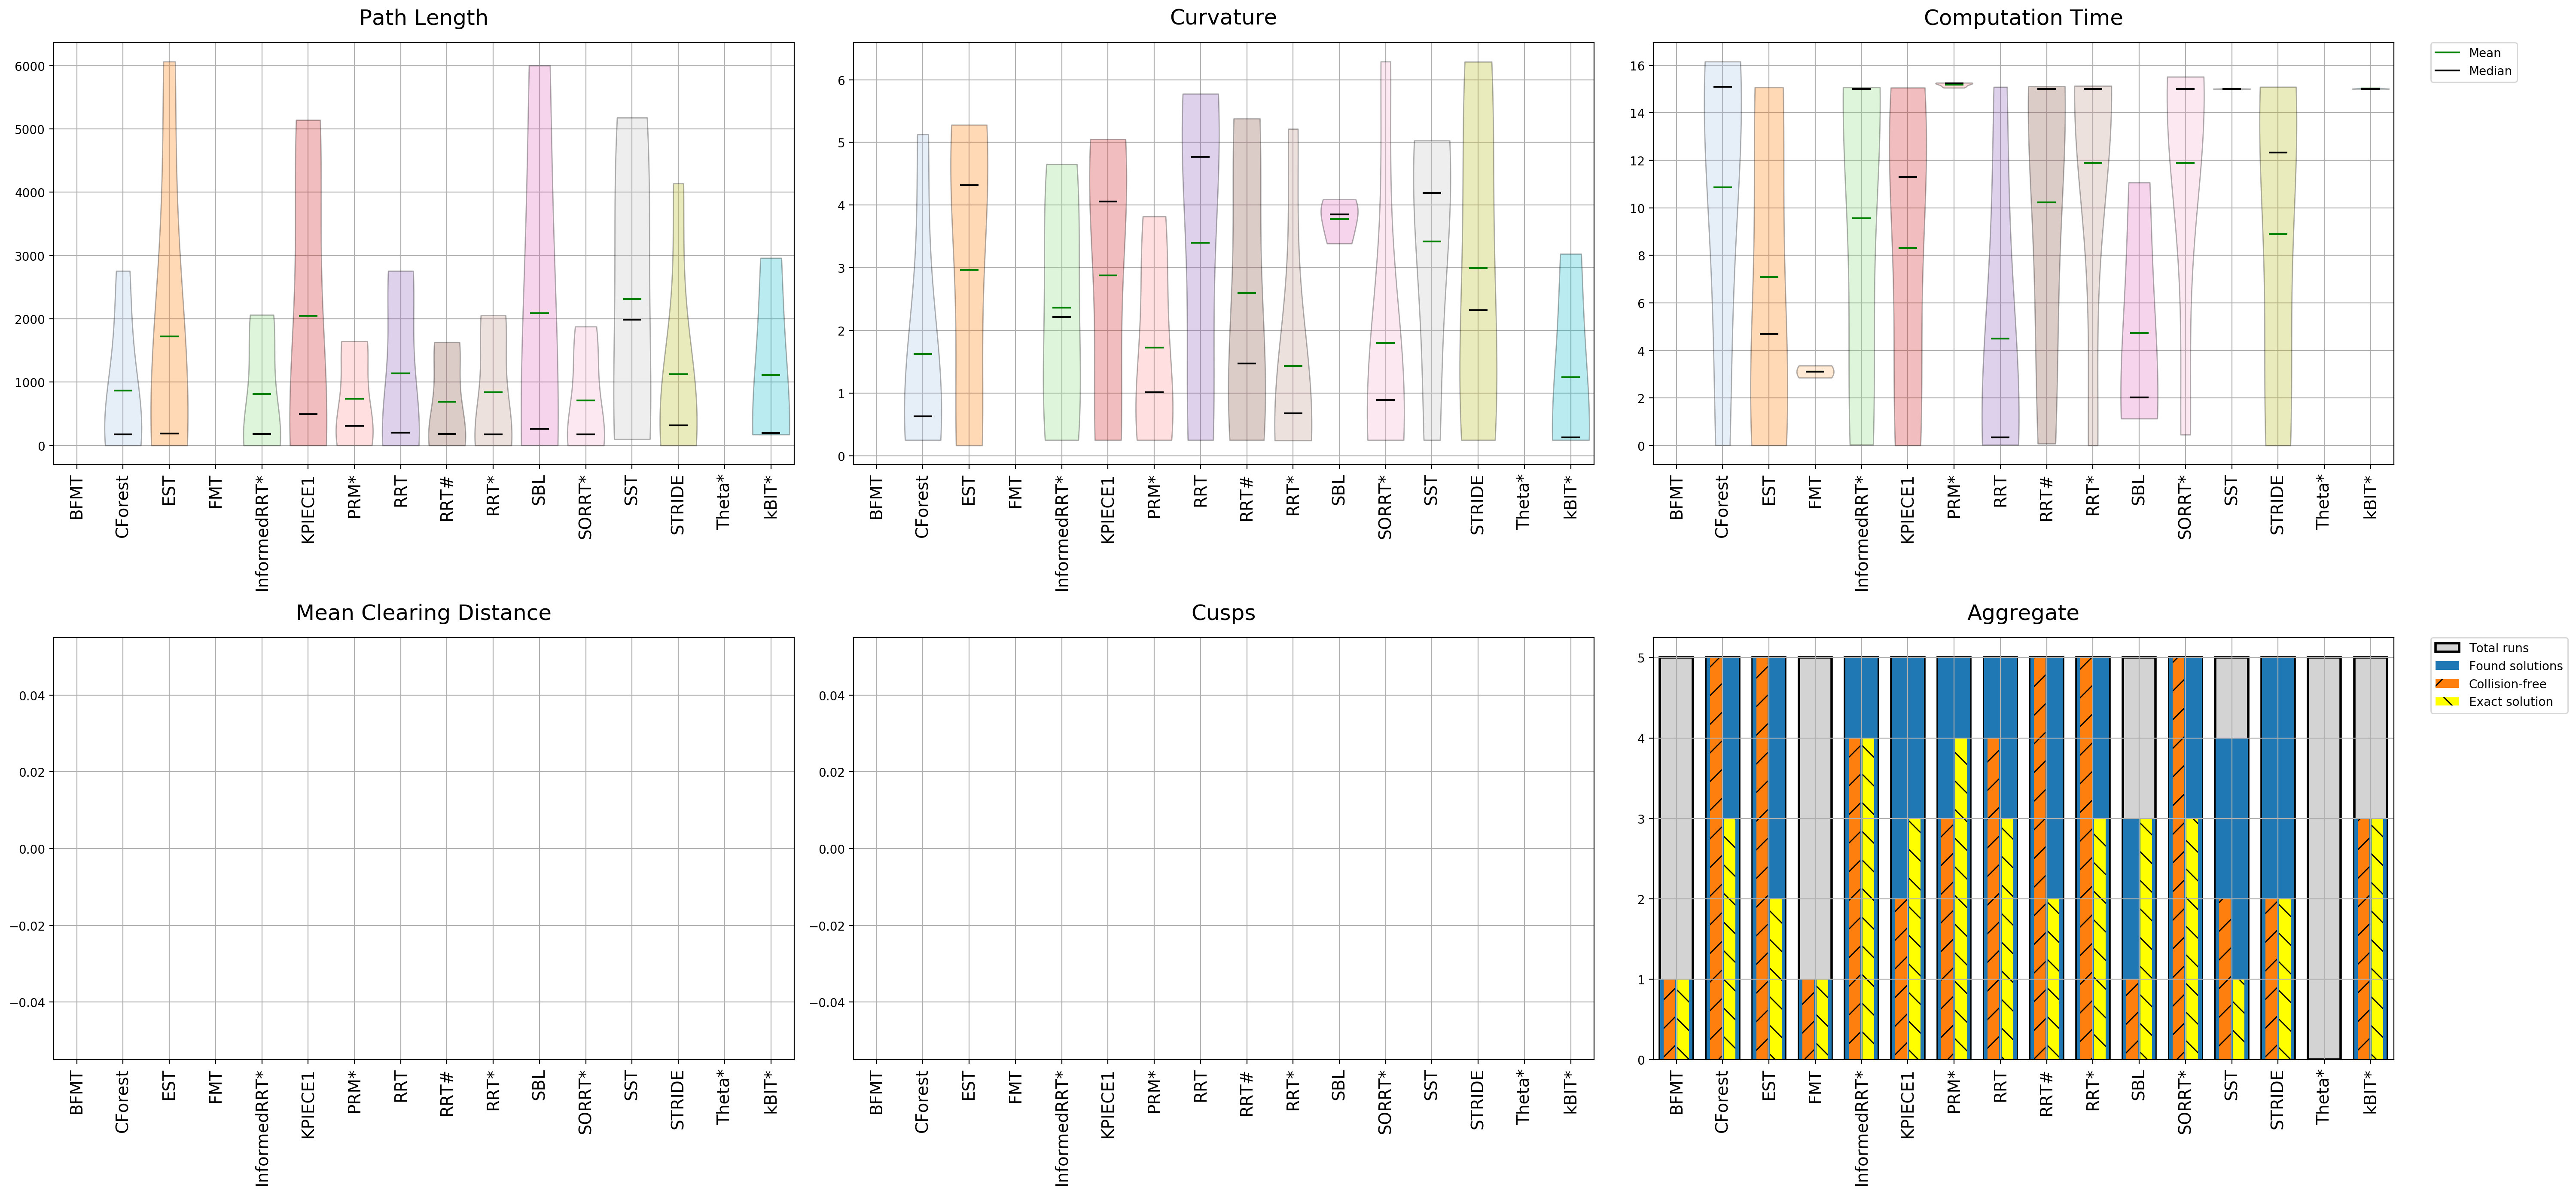 Path Length
Curvature
Computation Time
6000
5000
4000
3000
2000
1000
0
6
5
4
3
2
1
0
16
14
12
10
8
6
4
2
0
Mean
Median
BFMT
CForest
EST
FMT
InformedRRT*
KPIECE1
PRM*
RRT
RRT#
RRT*
SBL
SORRT*
SST
STRIDE
Theta*
kBIT*
BFMT
CForest
EST
FMT
InformedRRT*
KPIECE1
PRM*
RRT
RRT#
RRT*
SBL
SORRT*
SST
STRIDE
Theta*
kBIT*
BFMT
CForest
EST
FMT
InformedRRT*
KPIECE1
PRM*
RRT
RRT#
RRT*
SBL
SORRT*
SST
STRIDE
Theta*
kBIT*
Mean Clearing Distance
Cusps
Aggregate
0.04
0.02
0.00
−0.02
−0.04
0.04
0.02
0.00
−0.02
−0.04
5
4
3
2
1
0
Total runs
Found solutions
Collision-free
Exact solution
BFMT
CForest
EST
FMT
InformedRRT*
KPIECE1
PRM*
RRT
RRT#
RRT*
SBL
SORRT*
SST
STRIDE
Theta*
kBIT*
BFMT
CForest
EST
FMT
InformedRRT*
KPIECE1
PRM*
RRT
RRT#
RRT*
SBL
SORRT*
SST
STRIDE
Theta*
kBIT*
BFMT
CForest
EST
FMT
InformedRRT*
KPIECE1
PRM*
RRT
RRT#
RRT*
SBL
SORRT*
SST
STRIDE
Theta*
kBIT*